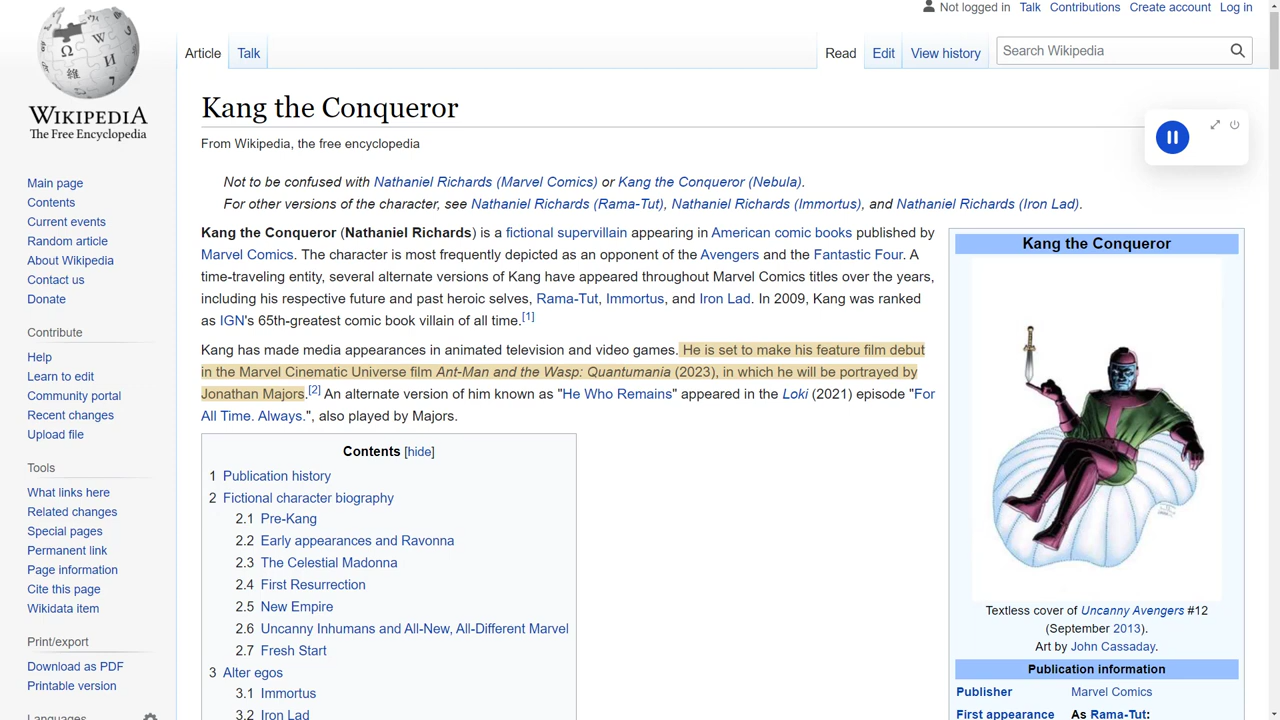 Not logged in Talk Contributions Create account Log in
Article Talk Read Edit View history Search Wikipedia
WIKIPEDIA
The Free Encyclopedia
Main page
Contents
Current events
Random article
About Wikipedia
Contact us
Donate
Contribute
Help
Learn to edit
Community portal
Recent changes
Upload file
Tools
What links here
Related changes
Special pages
Permanent link
Page information
Cite this page
Wikidata item
Print/export
Download as PDF
Printable version
Languages
Kang the Conqueror
From Wikipedia, the free encyclopedia
Not to be confused with Nathaniel Richards (Marvel Comics) or Kang the Conqueror (Nebula).
For other versions of the character, see Nathaniel Richards (Rama-Tut), Nathaniel Richards (Immortus), and Nathaniel Richards (Iron Lad).
Kang the Conqueror (Nathaniel Richards) is a fictional supervillain appearing in American comic books published by
Marvel Comics. The character is most frequently depicted as an opponent of the Avengers and the Fantastic Four. A
time-traveling entity, several alternate versions of Kang have appeared throughout Marvel Comics titles over the years,
including his respective future and past heroic selves, Rama-Tut, Immortus, and Iron Lad. In 2009, Kang was ranked
as IGN's 65th-greatest comic book villain of all time.[1]
Kang has made media appearances in animated television and video games. He is set to make his feature film debut
in the Marvel Cinematic Universe film Ant-Man and the Wasp: Quantumania (2023), in which he will be portrayed by
Jonathan Majors.[2] An alternate version of him known as "He Who Remains" appeared in the Loki (2021) episode "For
All Time. Always.", also played by Majors.
Contents [hide]
1 Publication history
2 Fictional character biography
2.1 Pre-Kang
2.2 Early appearances and Ravonna
2.3 The Celestial Madonna
2.4 First Resurrection
2.5 New Empire
2.6 Uncanny Inhumans and All-New, All-Different Marvel
2.7 Fresh Start
3 Alter egos
3.1 Immortus
3.2 Iron Lad
Kang the Conqueror
Textless cover of Uncanny Avengers #12
(September 2013).
Art by John Cassaday.
Publication information
Publisher Marvel Comics
First appearance As Rama-Tut: